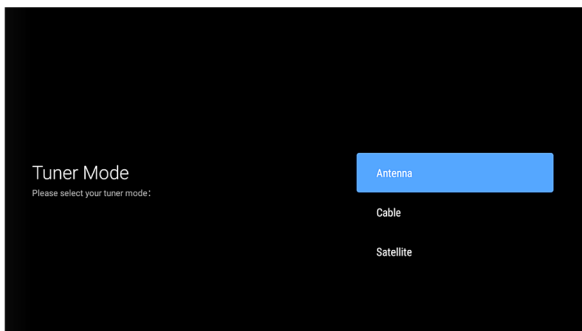 Tuner Mode
Please select your tuner mode:
Antenna
Cable
Satellite